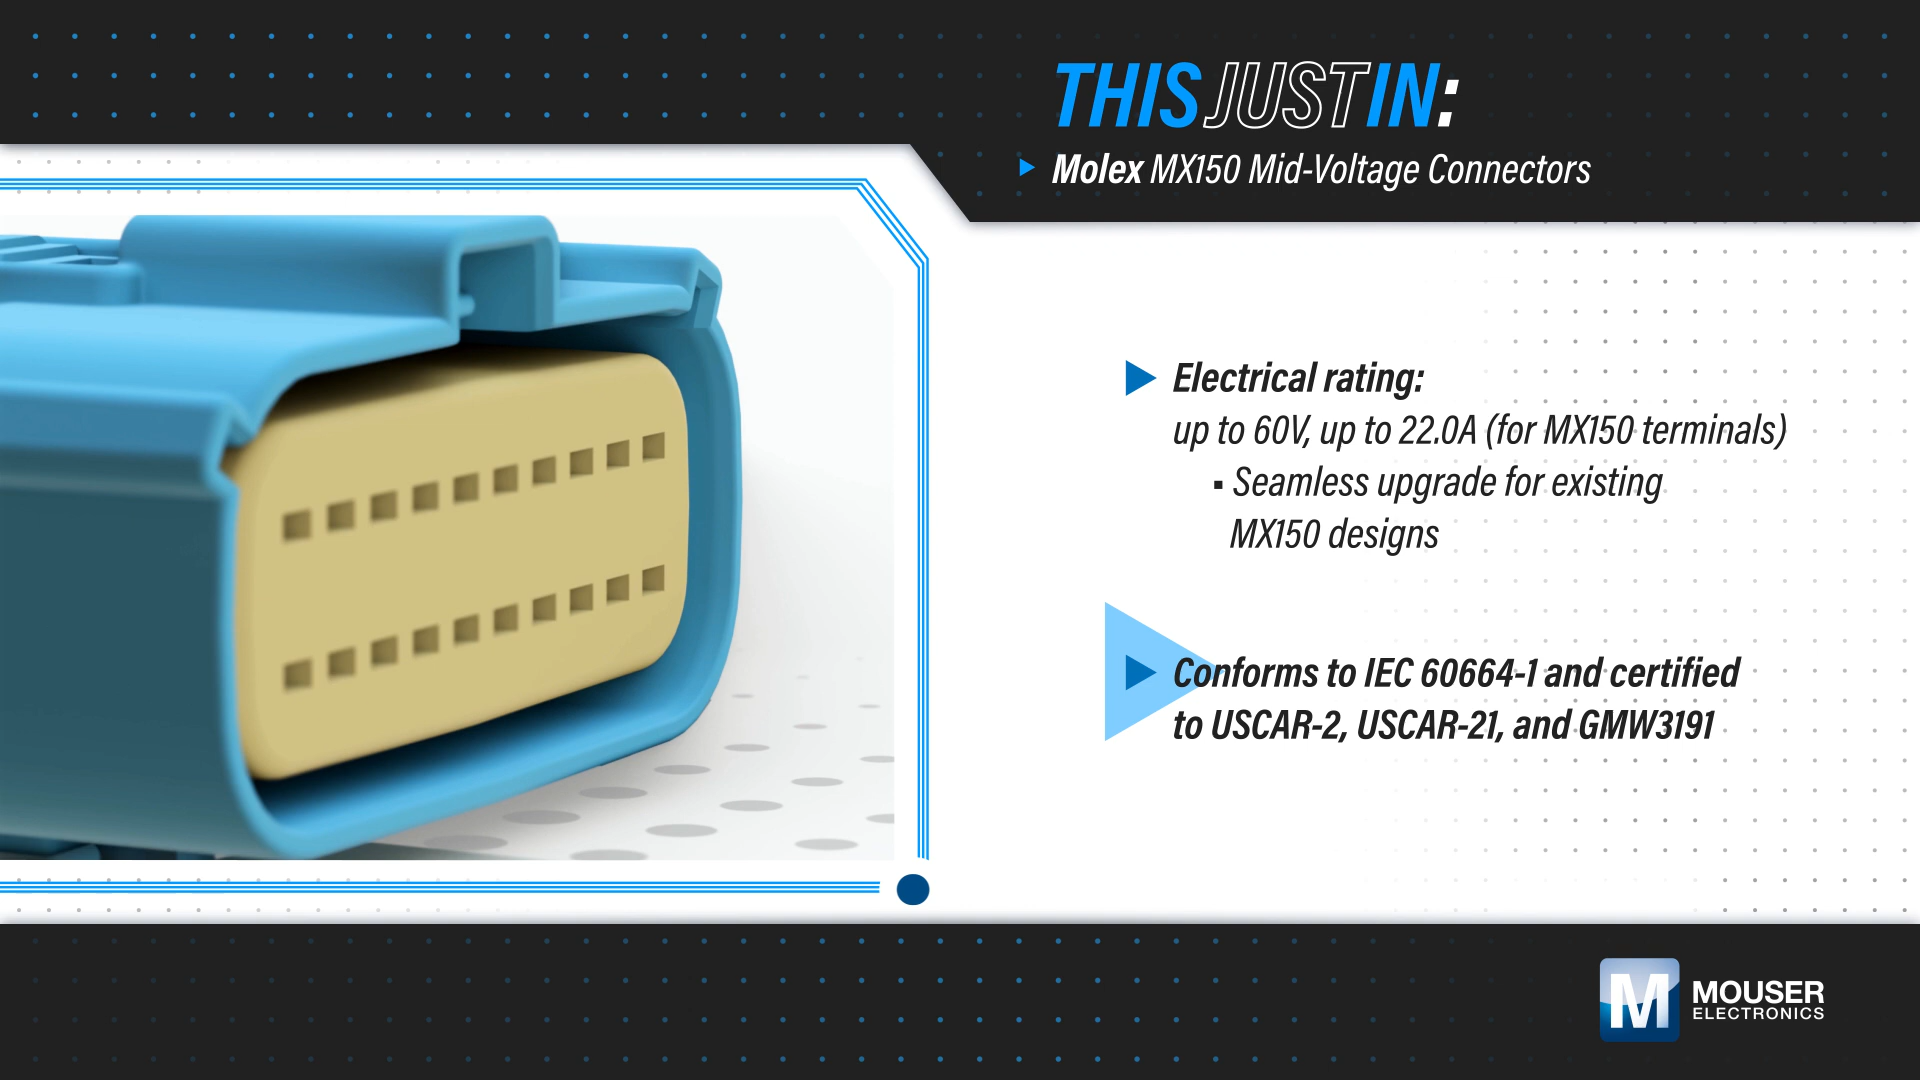 THIS JUST IN:
Molex MX150 Mid-Voltage Connectors
Electrical rating:
up to 60V, up to 22.0A (for MX150 terminals)
▪ Seamless upgrade for existing
MX150 designs
Conforms to IEC 60664-1 and certified
to USCAR-2, USCAR-21, and GMW3191
M
MOUSER
ELECTRONICS